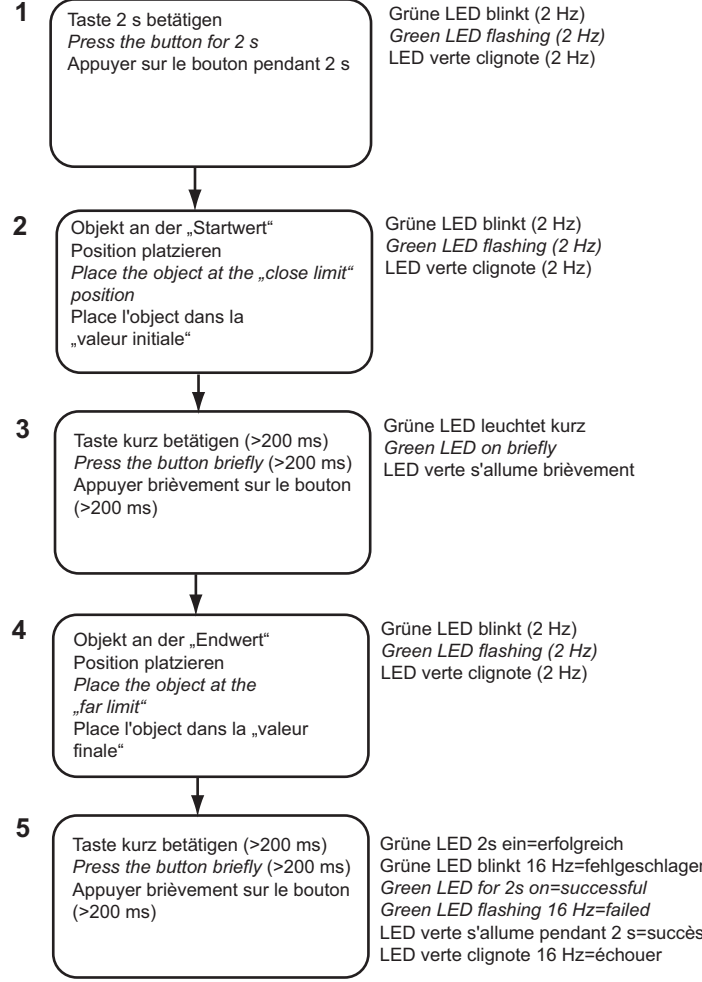 1
Taste 2 s betätigen
Press the button for 2 s
Appuyer sur le bouton pendant 2 s
Grüne LED blinkt (2 Hz)
Green LED flashing (2 Hz)
LED verte clignote (2 Hz)
2
Objekt an der „Startwert“
Position platzieren
Place the object at the „close limit“
position
Place l'object dans la
„valeur initiale“
Grüne LED blinkt (2 Hz)
Green LED flashing (2 Hz)
LED verte clignote (2 Hz)
3
Taste kurz betätigen (>200 ms)
Press the button briefly (>200 ms)
Appuyer brièvement sur le bouton
(>200 ms)
Grüne LED leuchtet kurz
Green LED on briefly
LED verte s'allume brièvement
4
Objekt an der „Endwert“
Position platzieren
Place the object at the
„far limit“
Place l'object dans la „valeur
finale“
Grüne LED blinkt (2 Hz)
Green LED flashing (2 Hz)
LED verte clignote (2 Hz)
5
Taste kurz betätigen (>200 ms)
Press the button briefly (>200 ms)
Appuyer brièvement sur le bouton
(>200 ms)
Grüne LED 2s ein=erfolgreich
Grüne LED blinkt 16 Hz=fehlgeschlagen
Green LED for 2s on=successful
Green LED flashing 16 Hz=failed
LED verte s'allume pendant 2 s=succès
LED verte clignote 16 Hz=échouer